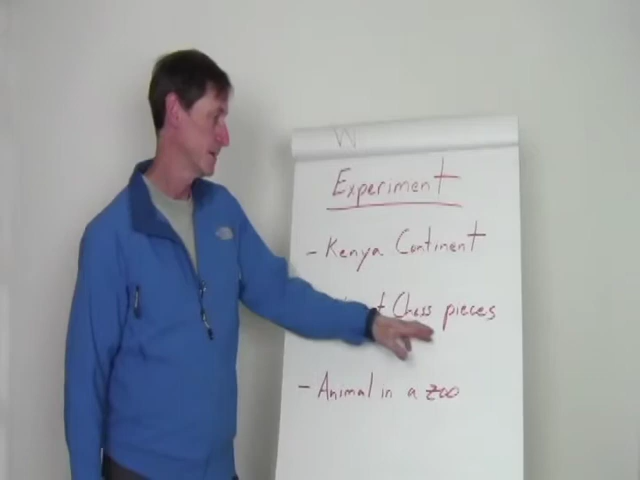 W
Experiment
- Kenya Continent
Chess pieces
- Animal in a zoo